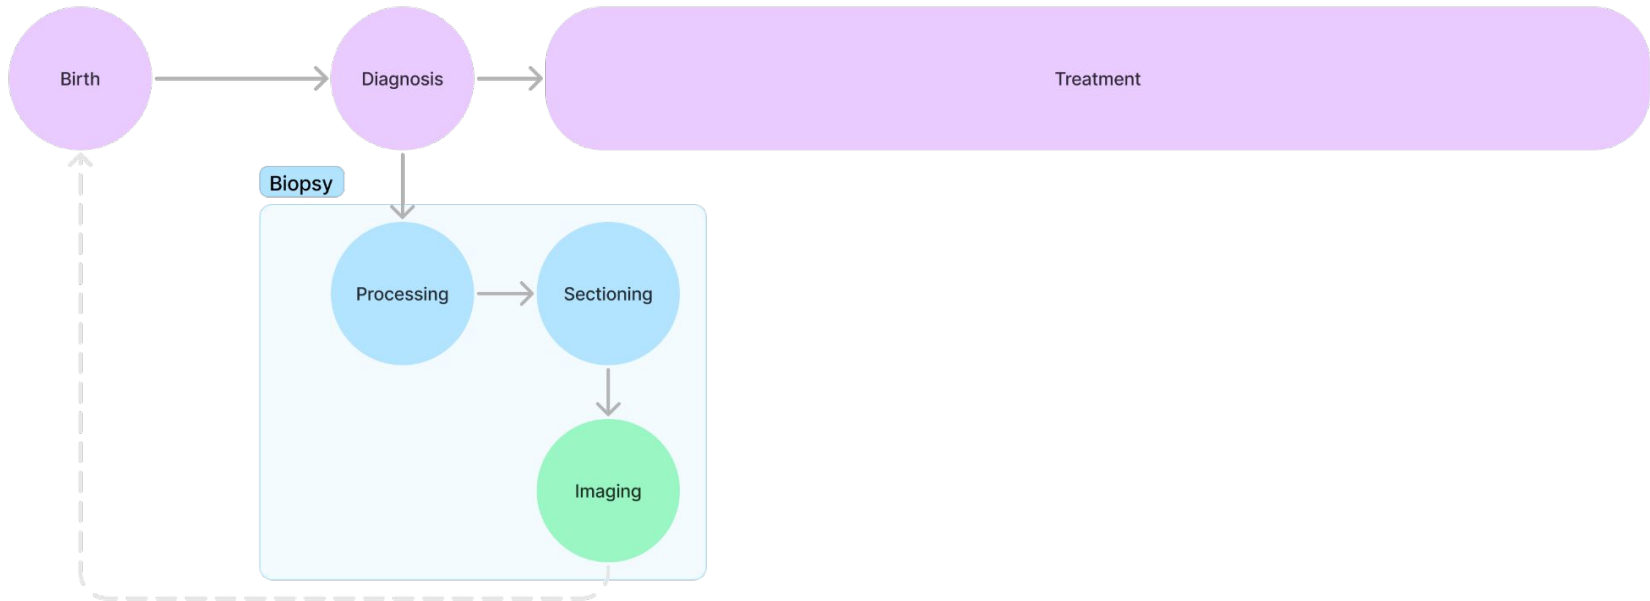 Birth
Diagnosis
Treatment
Biopsy
Processing
Sectioning
Imaging